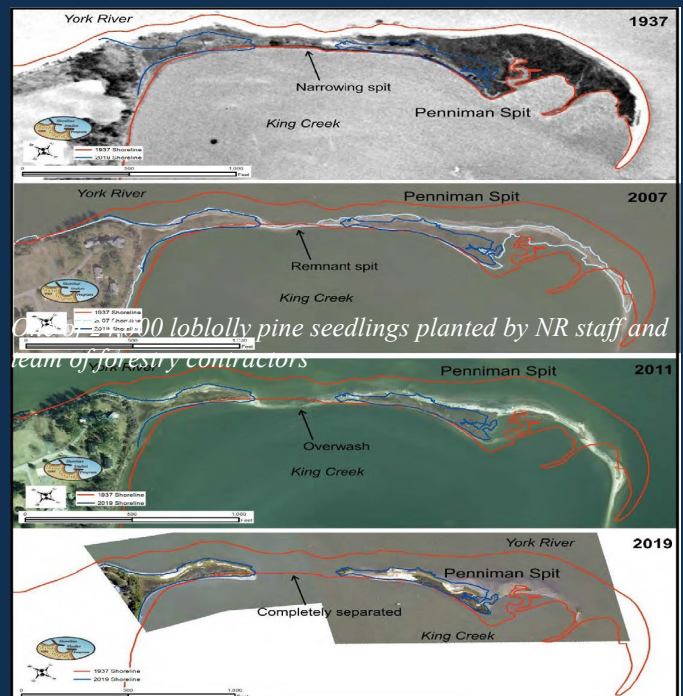 York River
1937
Narrowing spit
Penniman Spit
King Creek
1937 Shoreline
2019 Shoreline
0 500 1,000
Feet
York River
Penniman Spit
2007
Remnant spit
King Creek
1937 Shoreline
2007 Shoreline
2019 Shoreline
0 500 1,000
loblolly pine seedlings planted by NR staff and
team of forestry contractors
York River
Penniman Spit
2011
Overwash
King Creek
1937 Shoreline
2019 Shoreline
0 500 1,000
Feet
York River
2019
Penniman Spit
Completely separated
King Creek
1937 Shoreline
2019 Shoreline
0 500 1,000